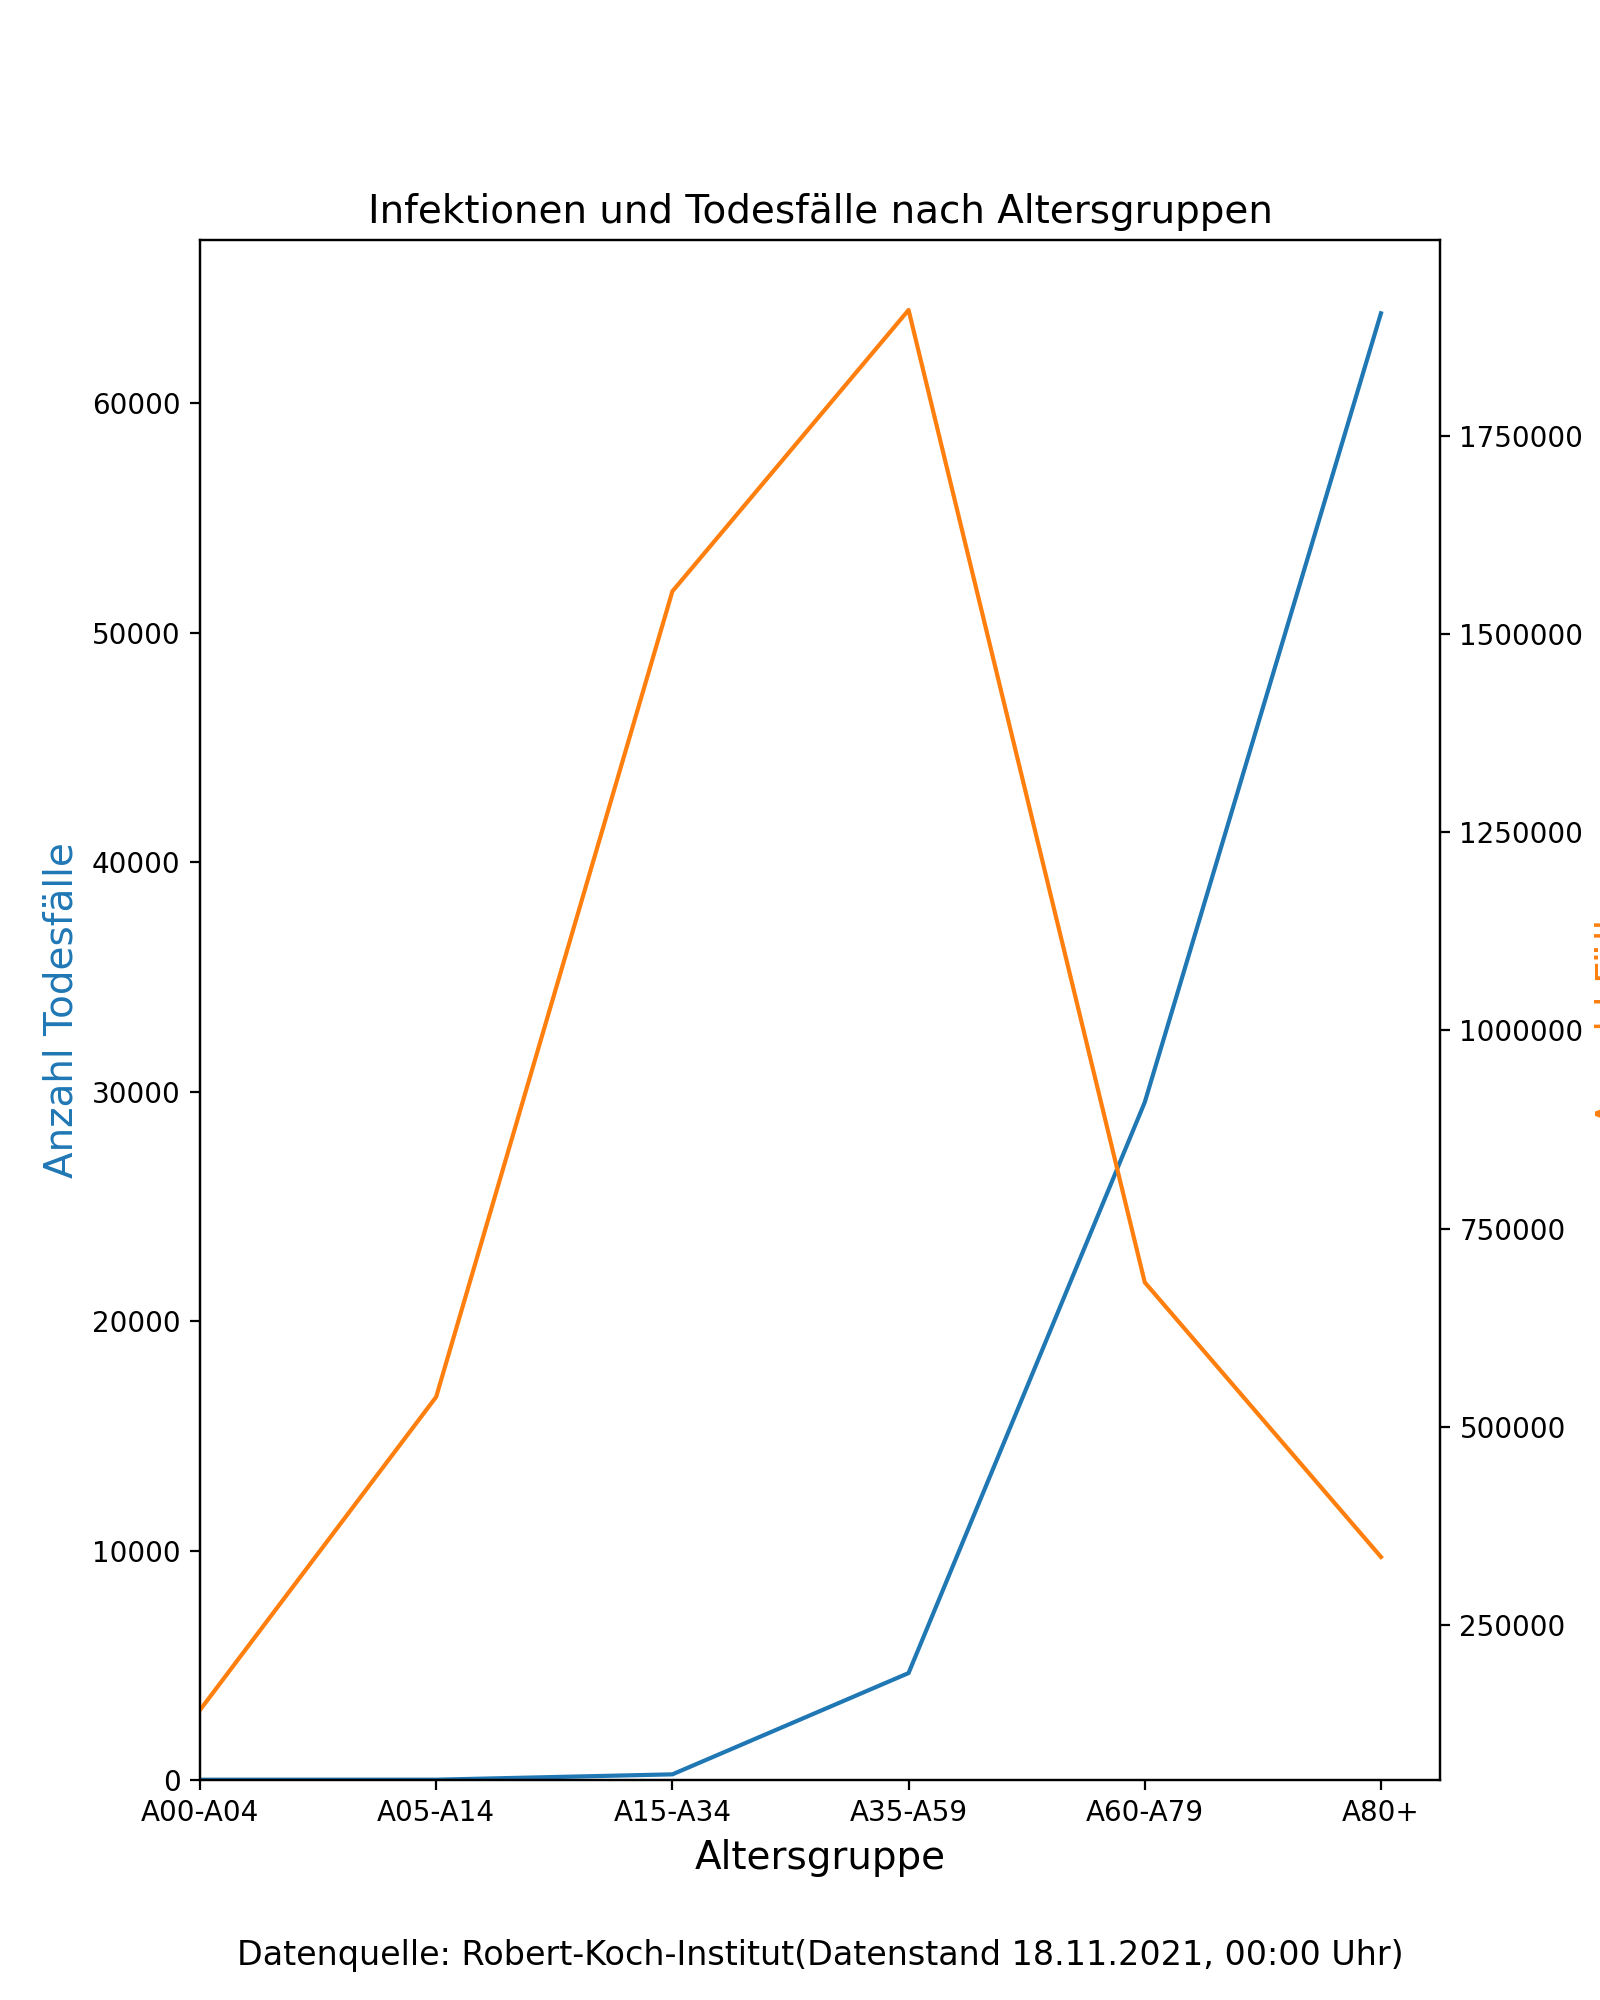 Infektionen und Todesfälle nach Altersgruppen
Anzahl Todesfälle
60000
50000
40000
30000
20000
10000
0
1750000
1500000
1250000
1000000
750000
500000
250000
A00-A04 A05-A14 A15-A34 A35-A59 A60-A79 A80+
Altersgruppe
Datenquelle: Robert-Koch-Institut(Datenstand 18.11.2021, 00:00 Uhr)